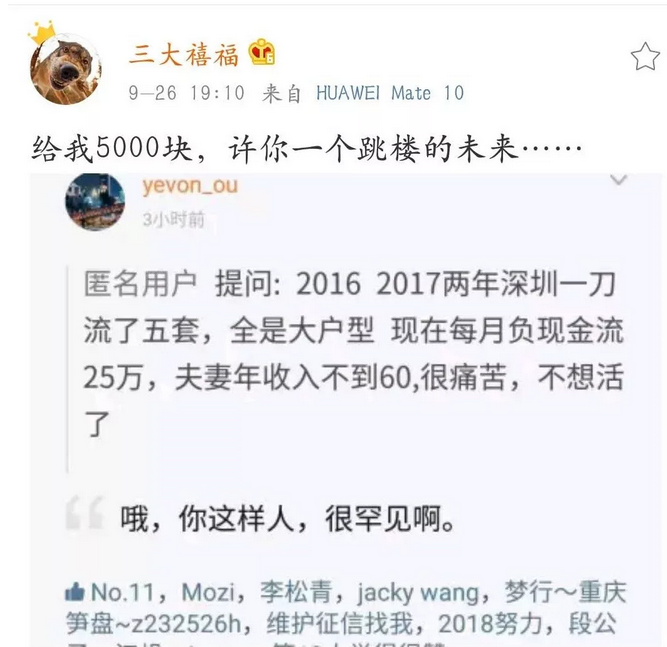 三大禧福
9-26 19:10 来自 HUAWEI Mate 10
给我5000块，许你一个跳楼的未来……
yevon_ou
3小时前
匿名用户 提问: 2016 2017两年深圳一刀
流了五套，全是大户型 现在每月负现金流
25万，夫妻年收入不到60,很痛苦，不想活
了
哦，你这样人，很罕见啊。
No.11，Mozi，李松青，jacky wang，梦行～重庆
笋盘~z232526h，维护征信找我，2018努力，段公